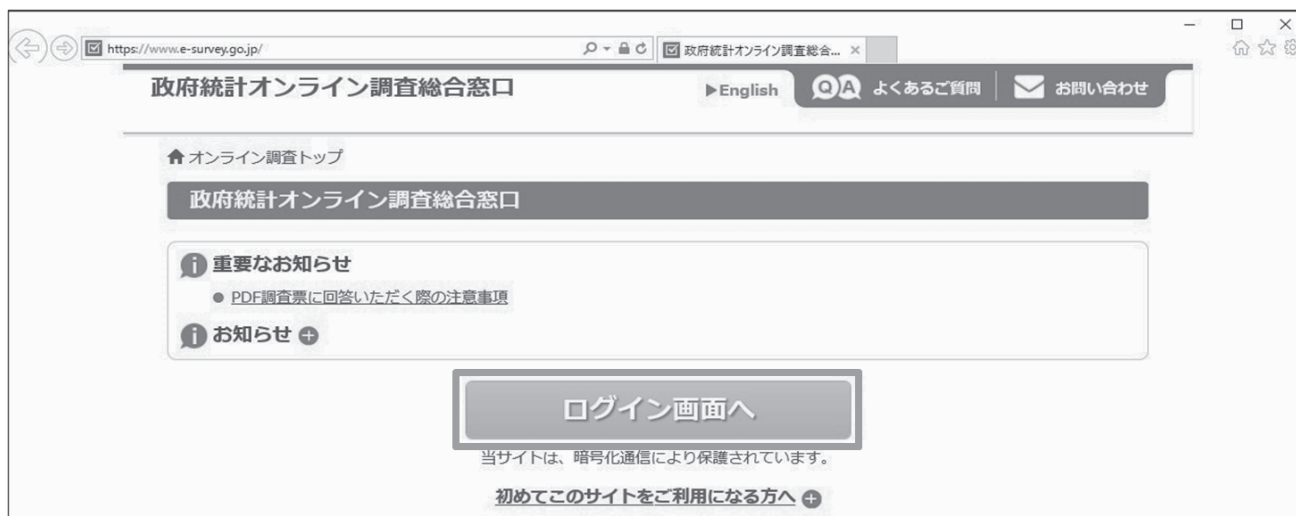 https://www.e-survey.go.jp/
政府統計オンライン調査総合...
政府統計オンライン調査総合窓口
▶English
QA よくあるご質問
お問い合わせ
オンライン調査トップ
政府統計オンライン調査総合窓口
重要なお知らせ
● PDF調査票に回答いただく際の注意事項
お知らせ
ログイン画面へ
当サイトは、暗号化通信により保護されています。
初めてこのサイトをご利用になる方へ